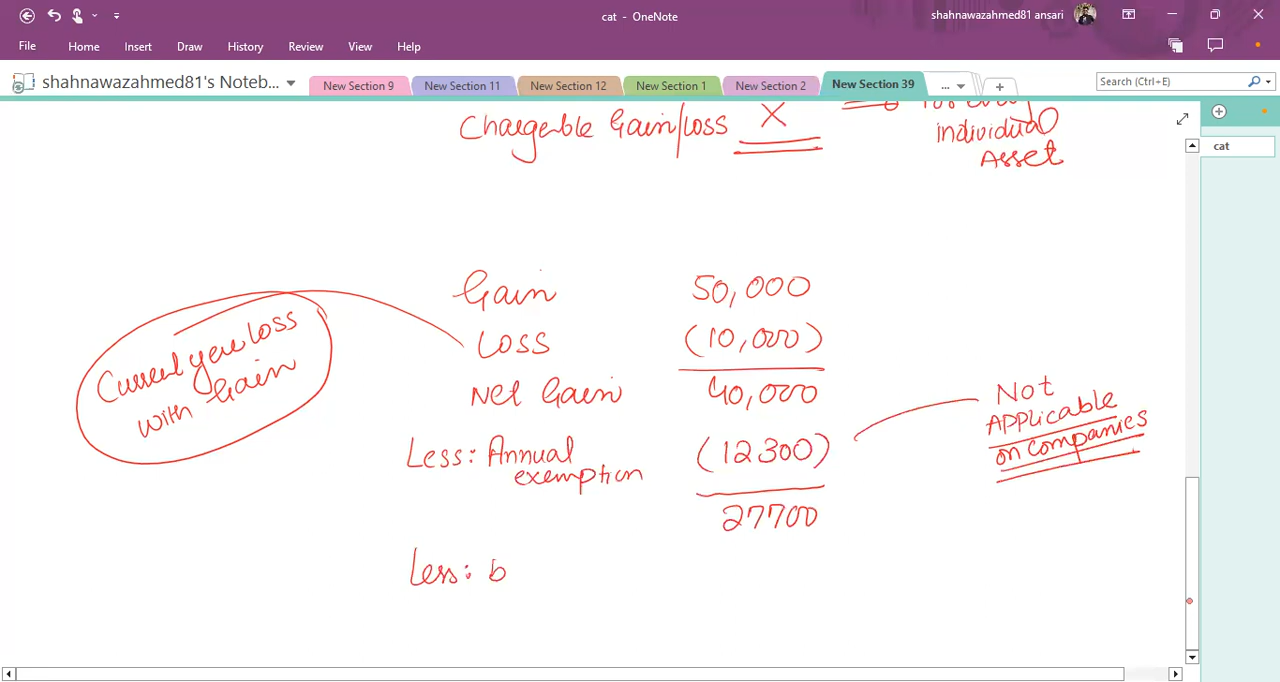 cat - OneNote
shahnawazahmed81 ansari
File Home Insert Draw History Review View Help
shahnawazahmed81's Noteb...
New Section 9 New Section 11 New Section 12 New Section 1 New Section 2 New Section 39 ...
Search (Ctrl+E)
cat
Chargeable Gain/Loss X
individual
Asset
Gain 50,000
Loss (10,000)
Net Gain 40,000
Less: Annual exemption (12300)
27700
Less: b
Current year loss
with Gain
Not
Applicable
on companies